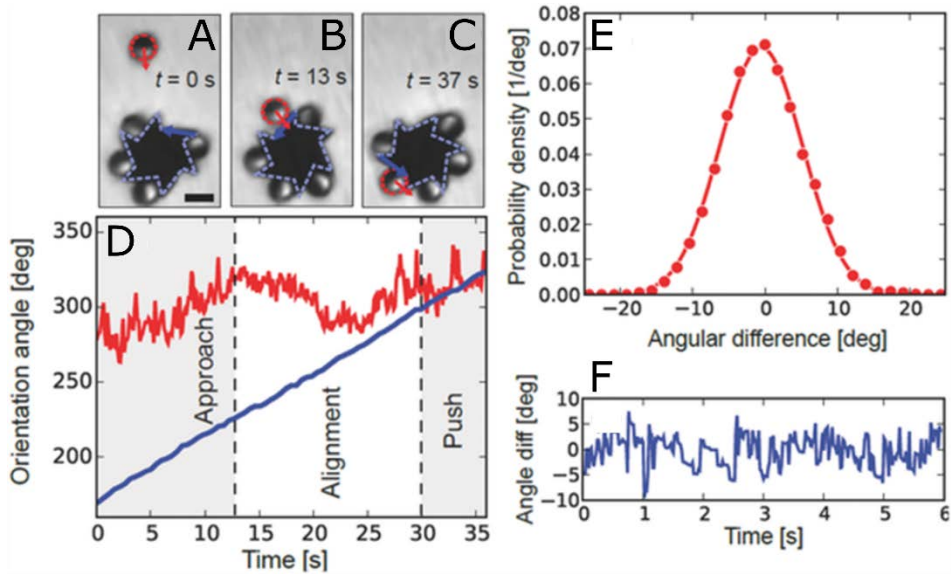 A
t = 0 s
B
t = 13 s
C
t = 37 s
D
Orientation angle [deg]
350
300
250
200
Approach
Alignment
Push
0
5
10
15
20
25
30
35
Time [s]
E
Probability density [1/deg]
0.08
0.07
0.06
0.05
0.04
0.03
0.02
0.01
0.00
−20
−10
0
10
20
Angular difference [deg]
F
Angle diff [deg]
10
5
0
−5
−10
0
1
2
3
4
5
6
Time [s]